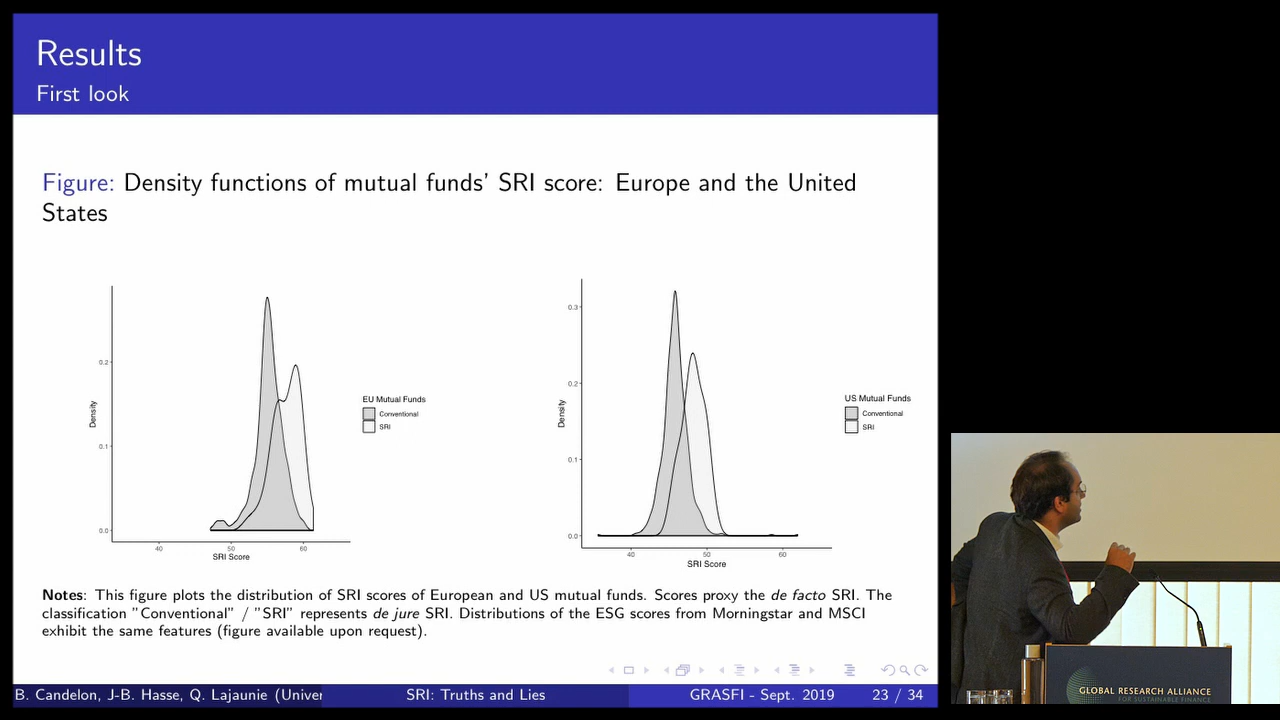 Results
First look
Figure: Density functions of mutual funds' SRI score: Europe and the United
States
0.2
0.1
0.0
Density
40
50
60
SRI Score
EU Mutual Funds
Conventional
SRI
0.3
0.2
0.1
0.0
Density
40
50
60
SRI Score
US Mutual Funds
Conventional
SRI
Notes: This figure plots the distribution of SRI scores of European and US mutual funds. Scores proxy the de facto SRI. The
classification "Conventional" / "SRI" represents de jure SRI. Distributions of the ESG scores from Morningstar and MSCI
exhibit the same features (figure available upon request).
B. Candelon, J-B. Hasse, Q. Lajaunie (Univer
SRI: Truths and Lies
GRASFI - Sept. 2019
23 / 34
GLOBAL RESEARCH ALLIANCE
FOR SUSTAINABLE FINANCE